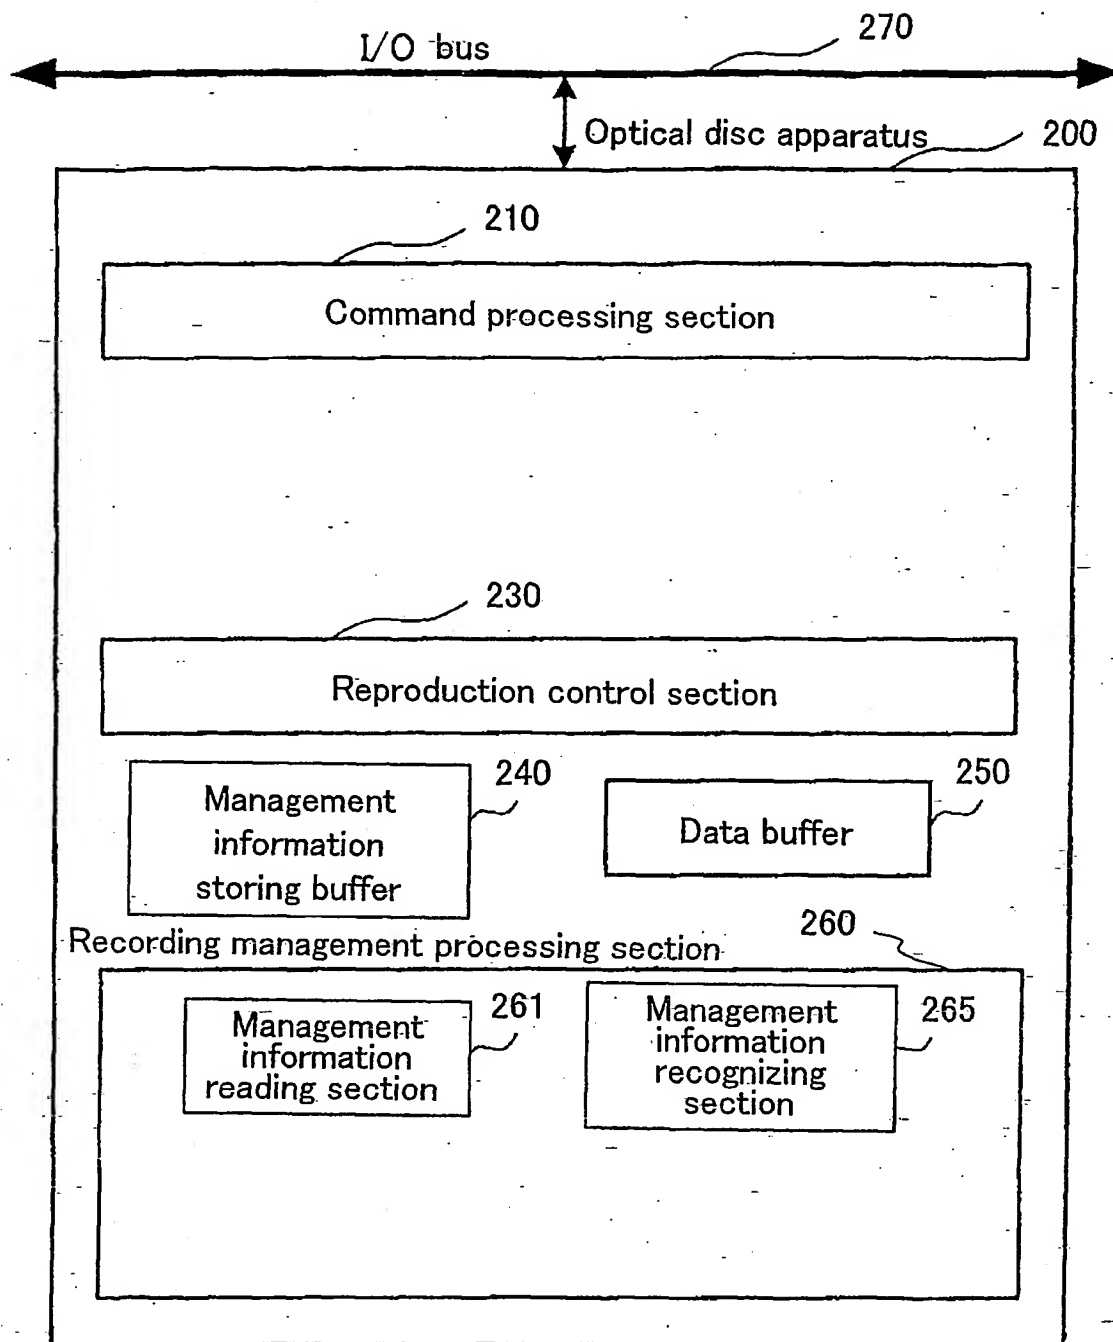 270
I/O bus
Optical disc apparatus
200
210
Command processing section
230
Reproduction control section
240
250
Management
information
storing buffer
Data buffer
260
Recording management processing section
261
265
Management
information
reading section
Management
information
recognizing
section